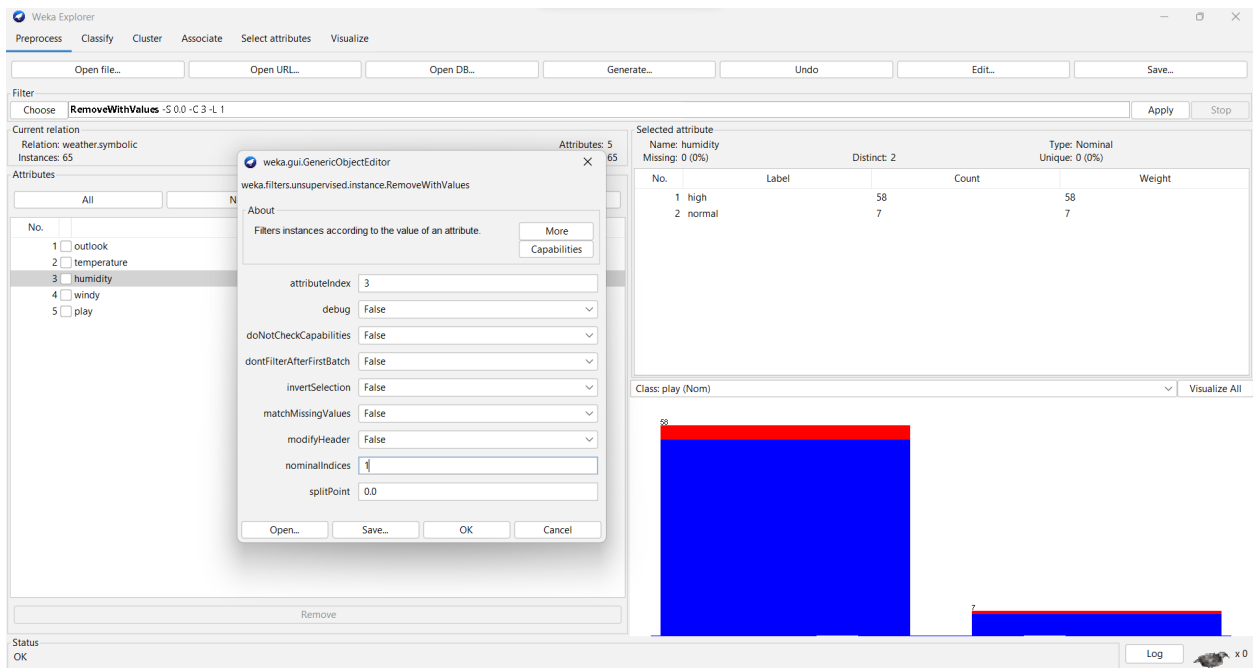 Weka Explorer
Preprocess Classify Cluster Associate Select attributes Visualize
Open file... Open URL... Open DB... Generate... Undo Edit... Save...
Filter
Choose RemoveWithValues -S 0.0 -C 3 -L 1 Apply Stop
Current relation
Relation: weather.symbolic Attributes: 5
Instances: 65 65
Attributes
All N
No.
1 outlook
2 temperature
3 humidity
4 windy
5 play
Remove
weka.gui.GenericObjectEditor
weka.filters.unsupervised.instance.RemoveWithValues
About
Filters instances according to the value of an attribute. More
Capabilities
attributeIndex 3
debug False
doNotCheckCapabilities False
dontFilterAfterFirstBatch False
invertSelection False
matchMissingValues False
modifyHeader False
nominalIndices 1
splitPoint 0.0
Open... Save... OK Cancel
Selected attribute
Name: humidity Type: Nominal
Missing: 0 (0%) Distinct: 2 Unique: 0 (0%)
No. Label Count Weight
1 high 58 58
2 normal 7 7
Class: play (Nom) Visualize All
58
7
Status
OK Log x 0